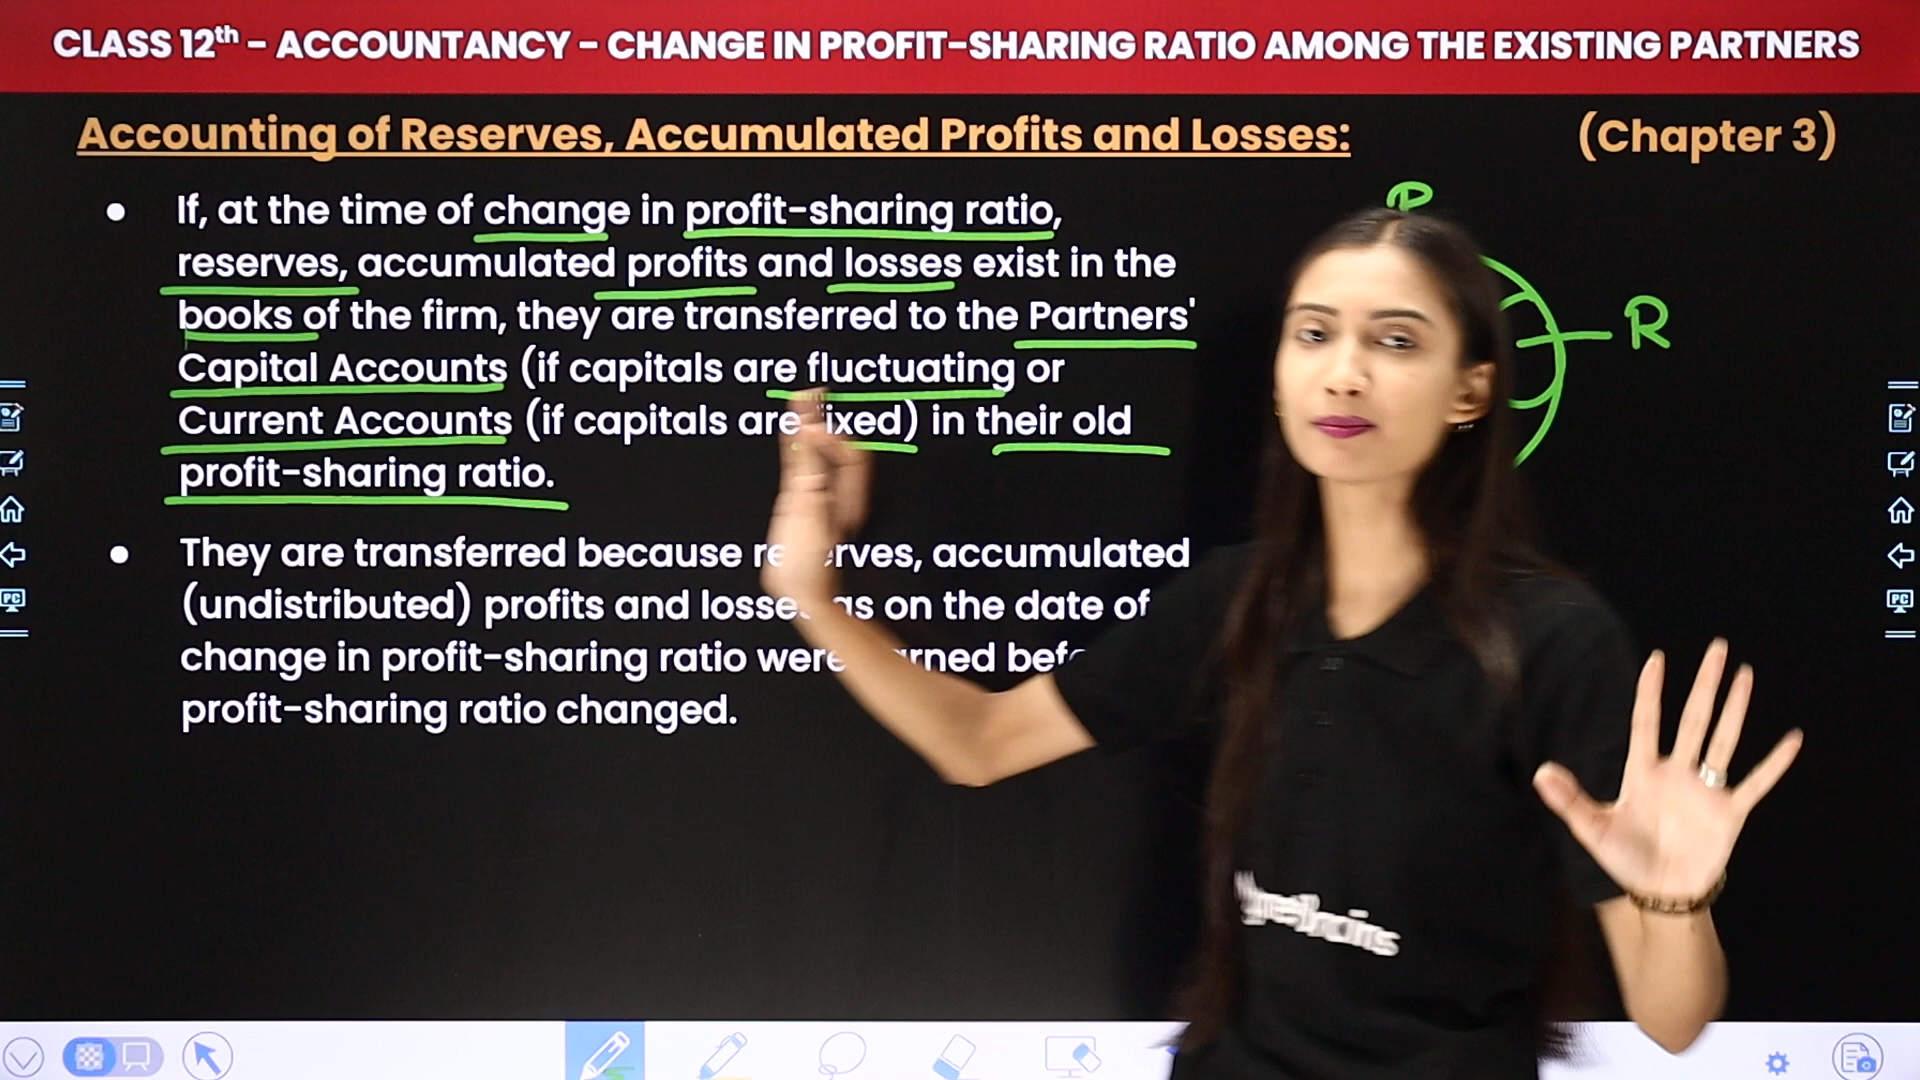 CLASS 12th - ACCOUNTANCY - CHANGE IN PROFIT-SHARING RATIO AMONG THE EXISTING PARTNERS
Accounting of Reserves, Accumulated Profits and Losses: (Chapter 3)
● If, at the time of change in profit-sharing ratio,
reserves, accumulated profits and losses exist in the
books of the firm, they are transferred to the Partners'
Capital Accounts (if capitals are fluctuating or
Current Accounts (if capitals are ixed) in their old
profit-sharing ratio.
● They are transferred because re rves, accumulated
(undistributed) profits and losses as on the date of
change in profit-sharing ratio were rned bef
profit-sharing ratio changed.
P
R
PC
PC